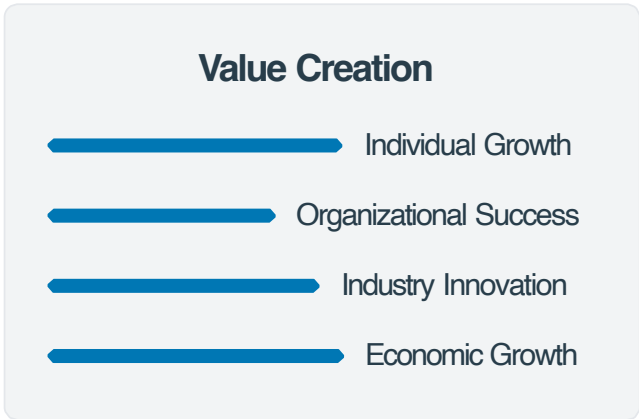 Value Creation
Individual Growth
Organizational Success
Industry Innovation
Economic Growth